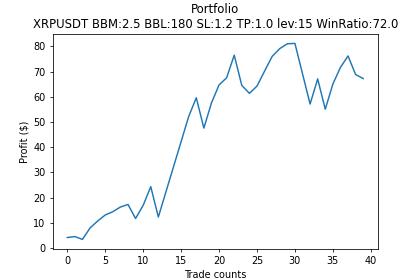 Portfolio
XRPUSDT BBM:2.5 BBL:180 SL:1.2 TP:1.0 lev:15 WinRatio:72.0
80
70
60
50
40
30
20
10
0
Profit ($)
0 5 10 15 20 25 30 35 40
Trade counts